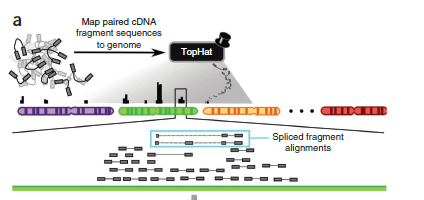 a
Map paired cDNA
fragment sequences
to genome
TopHat
Spliced fragment
alignments